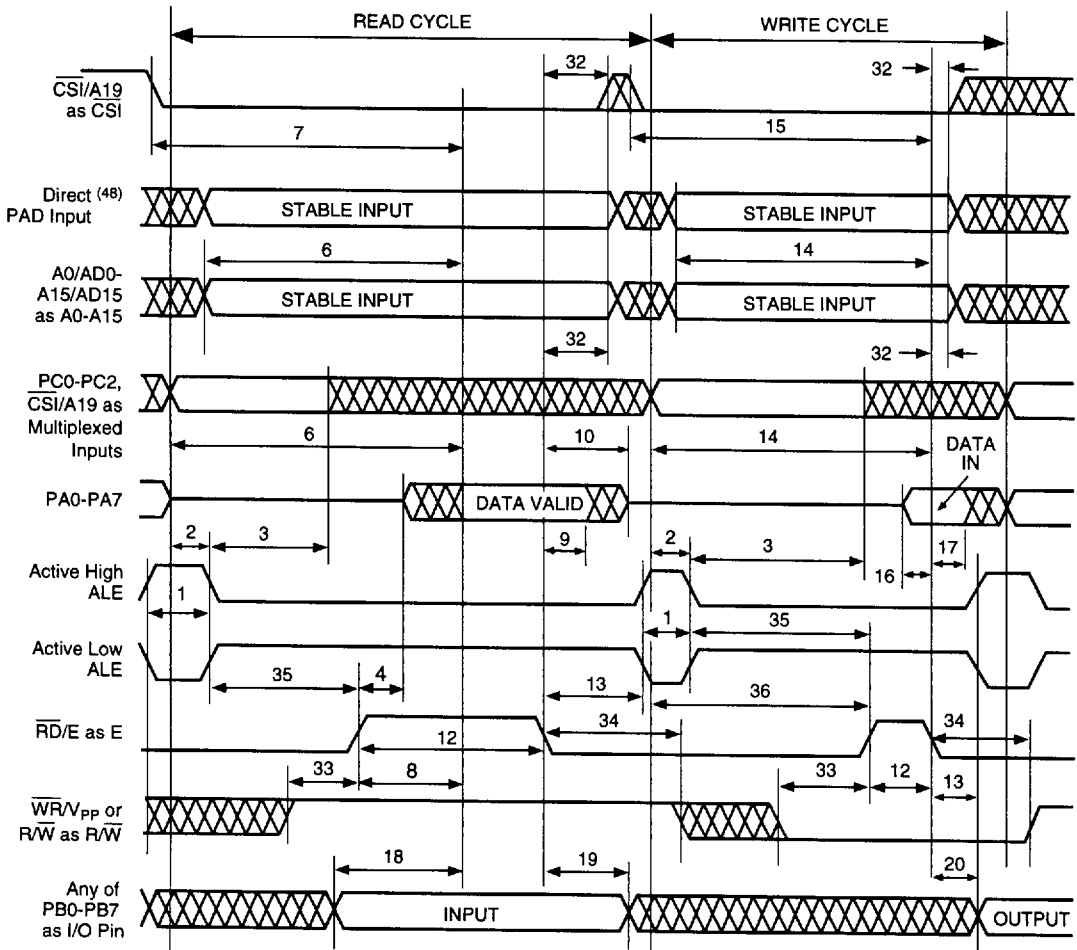 READ CYCLE
WRITE CYCLE
32
32
CSI/A19
as CSI
7
15
Direct (48)
PAD Input
STABLE INPUT
STABLE INPUT
6
14
A0/AD0-
A15/AD15
as A0-A15
STABLE INPUT
STABLE INPUT
32
32
PC0-PC2,
CSI/A19 as
Multiplexed
Inputs
6
10
14
DATA
IN
PA0-PA7
DATA VALID
2
3
9
2
3
16
17
Active High
ALE
1
1
35
Active Low
ALE
35
4
13
36
RD/E as E
12
34
34
33
8
33
12
13
WR/VPP or
R/W as R/W
18
19
20
Any of
PB0-PB7
as I/O Pin
INPUT
OUTPUT